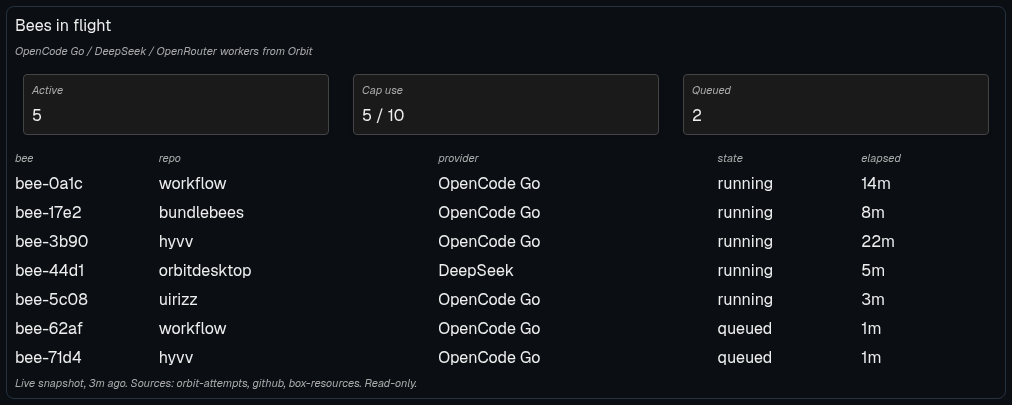 Bees in flight
OpenCode Go / DeepSeek / OpenRouter workers from Orbit
Active Cap use Queued
5 5 / 10 2
bee repo provider state elapsed
bee-0a1c workflow OpenCode Go running 14m
bee-17e2 bundlebees OpenCode Go running 8m
bee-3b90 hyvv OpenCode Go running 22m
bee-44d1 orbitdesktop DeepSeek running 5m
bee-5c08 uirizz OpenCode Go running 3m
bee-62af workflow OpenCode Go queued 1m
bee-71d4 hyvv OpenCode Go queued 1m
Live snapshot, 3m ago. Sources: orbit-attempts, github, box-resources. Read-only.